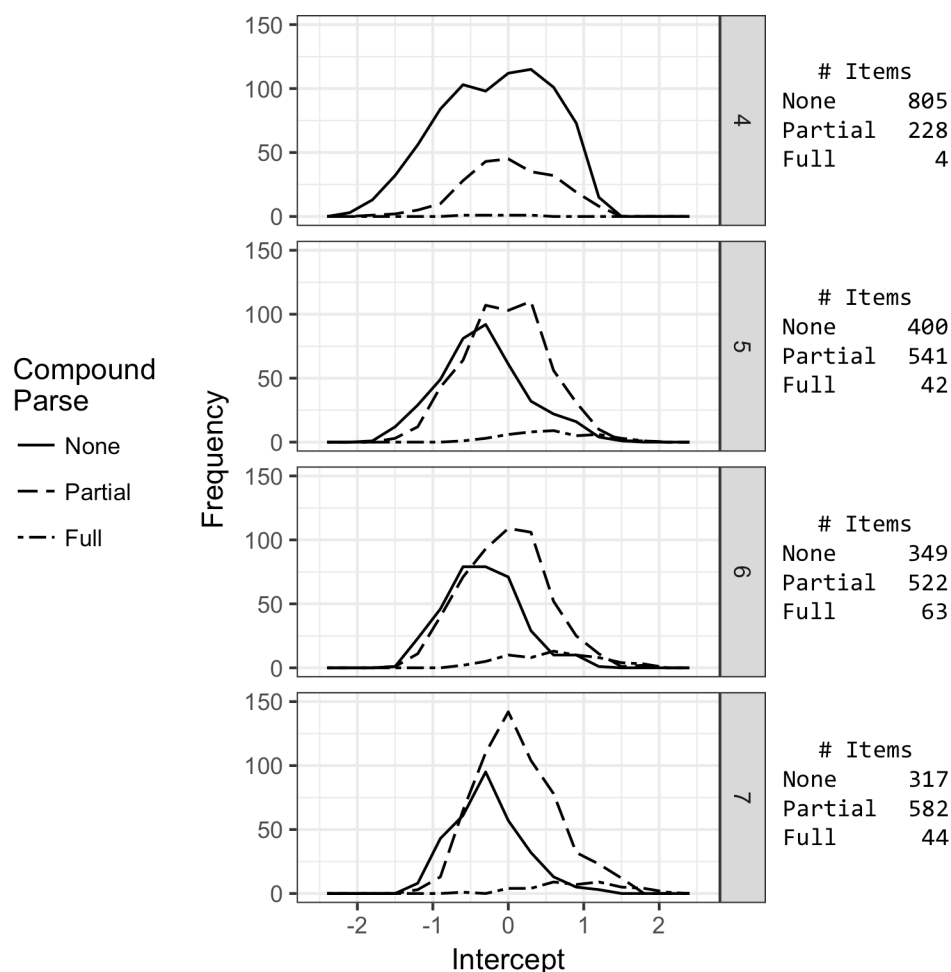 Compound
Parse
None
Partial
Full
Frequency
150
100
50
0
4
# Items
None 805
Partial 228
Full 4
150
100
50
0
5
# Items
None 400
Partial 541
Full 42
150
100
50
0
6
# Items
None 349
Partial 522
Full 63
150
100
50
0
7
# Items
None 317
Partial 582
Full 44
-2 -1 0 1 2
Intercept